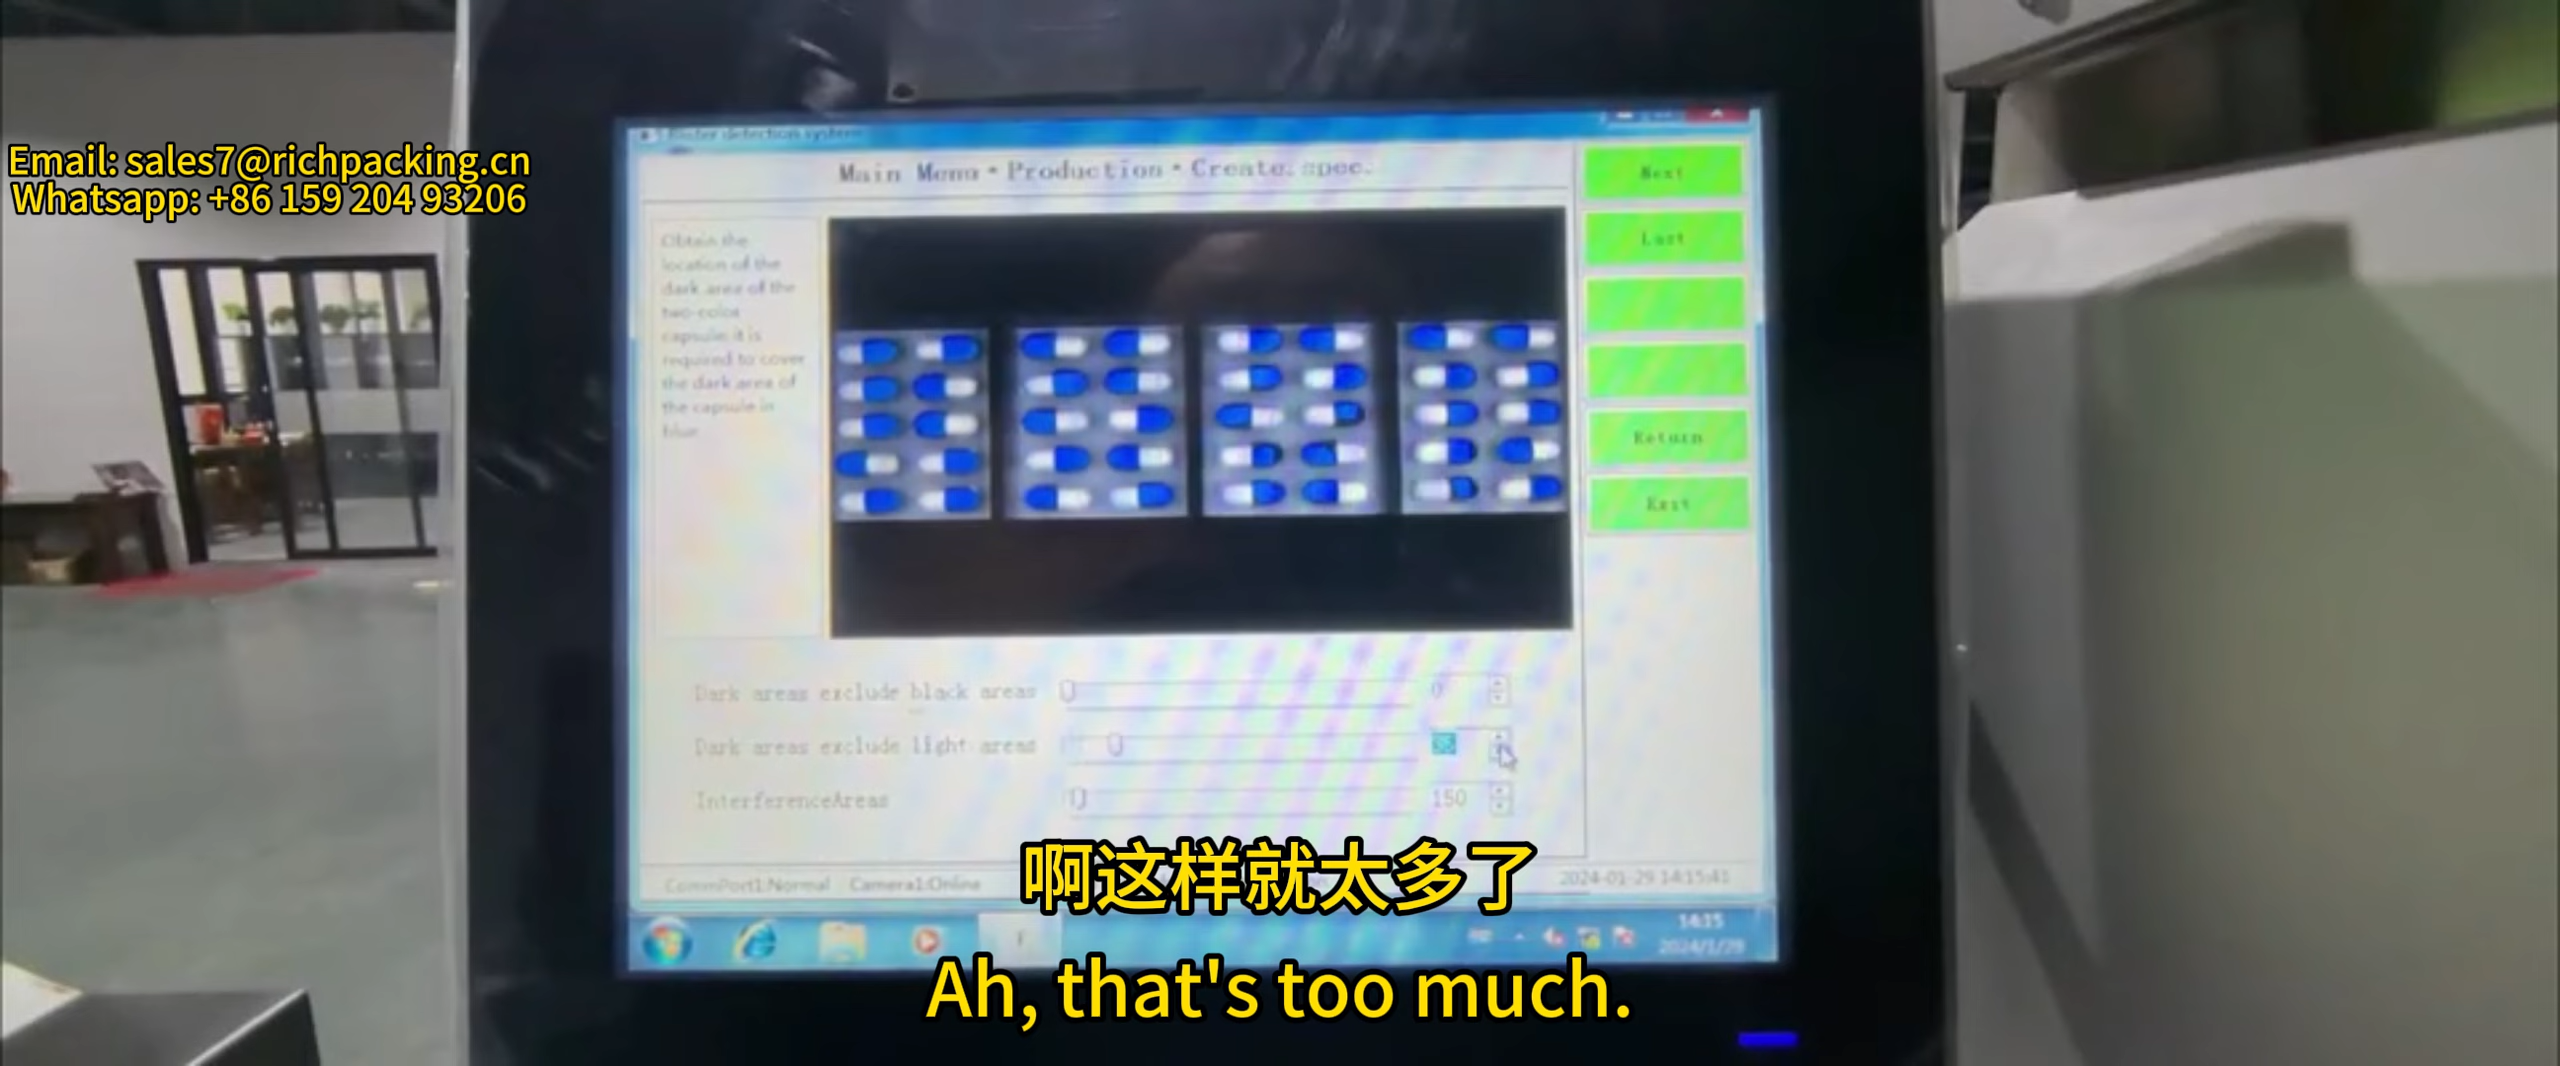 Email: sales7@richpacking.cn
Whatsapp: +86 159 204 93206
Blister detection system
Main Menu·Production·Create.spec.
Obtain the
location of the
dark area of the
two-color
capsule,it is
required to cover
the dark area of
the capsule in
blue
Next
Last
Return
Exit
Dark areas exclude black areas 0
Dark areas exclude light areas 35
InterferenceAreas 150
CommPort1:Normal Camera1:Online
2024-01-29 14:15:41
14:15
2024/1/29
啊这样就太多了
Ah, that's too much.